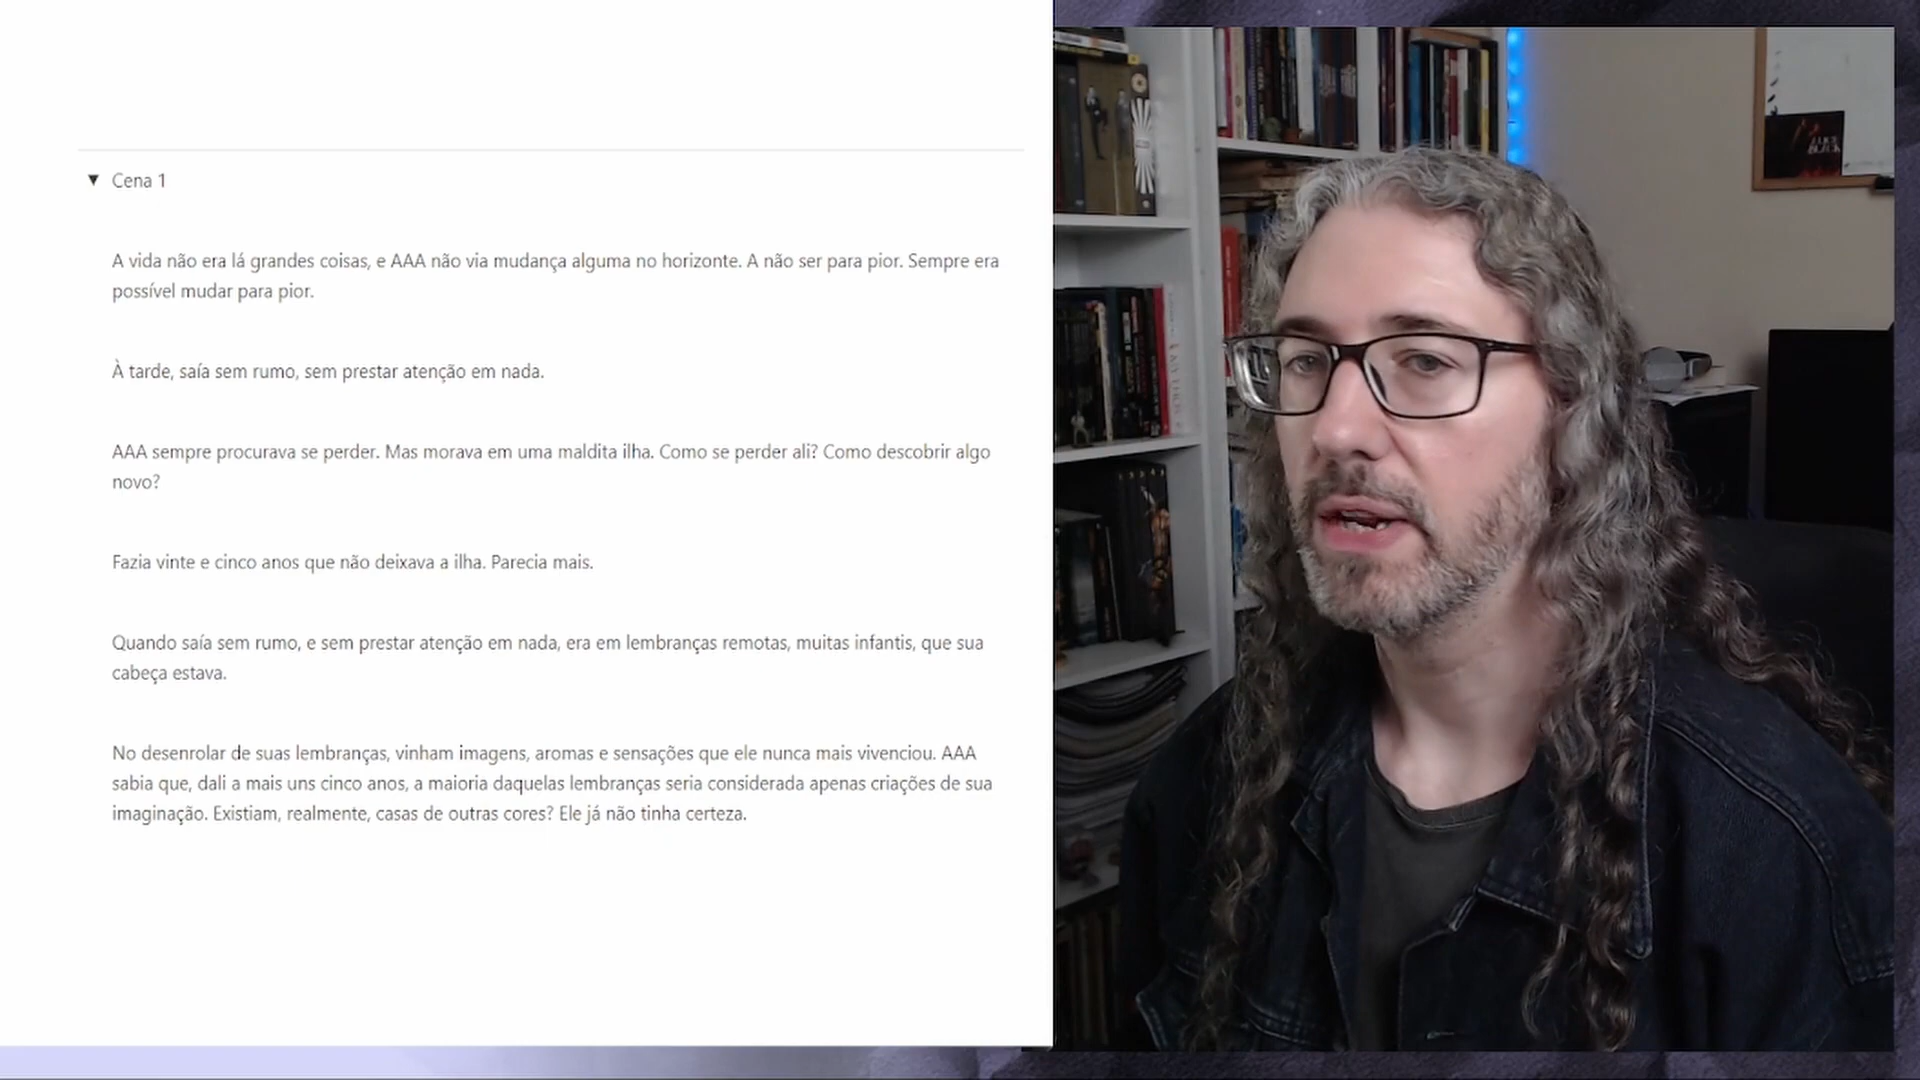 Cena 1
A vida não era lá grandes coisas, e AAA não via mudança alguma no horizonte. A não ser para pior. Sempre era
possível mudar para pior.
À tarde, saía sem rumo, sem prestar atenção em nada.
AAA sempre procurava se perder. Mas morava em uma maldita ilha. Como se perder ali? Como descobrir algo
novo?
Fazia vinte e cinco anos que não deixava a ilha. Parecia mais.
Quando saía sem rumo, e sem prestar atenção em nada, era em lembranças remotas, muitas infantis, que sua
cabeça estava.
No desenrolar de suas lembranças, vinham imagens, aromas e sensações que ele nunca mais vivenciou. AAA
sabia que, dali a mais uns cinco anos, a maioria daquelas lembranças seria considerada apenas criações de sua
imaginação. Existiam, realmente, casas de outras cores? Ele já não tinha certeza.